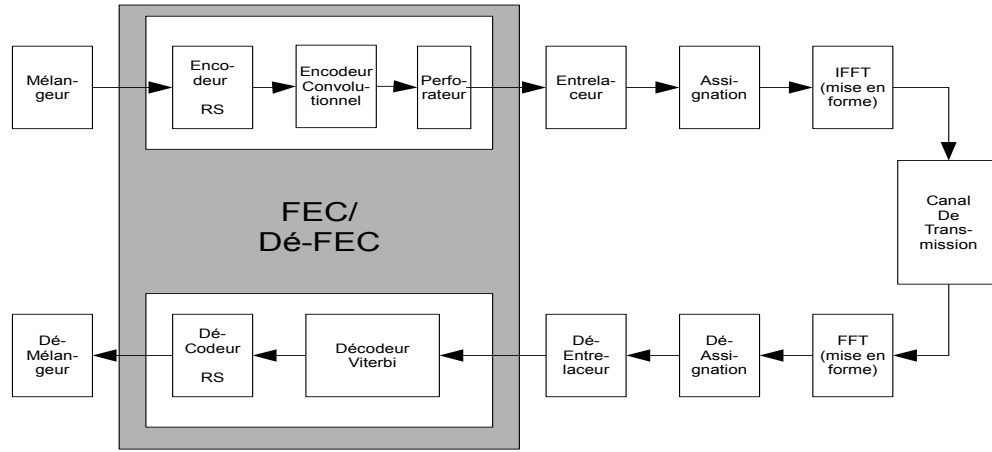 Mélan-
geur
Enco-
deur
RS
Encodeur
Convolu-
tionnel
Perfo-
rateur
Entrela-
ceur
Assi-
gnation
IFFT
(mise en
forme)
Canal
De
Trans-
mission
FEC/
Dé-FEC
Dé-
Mélan-
geur
Dé-
Codeur
RS
Décodeur
Viterbi
Dé-
Entre-
laceur
Dé-
Assi-
gnation
FFT
(mise en
forme)